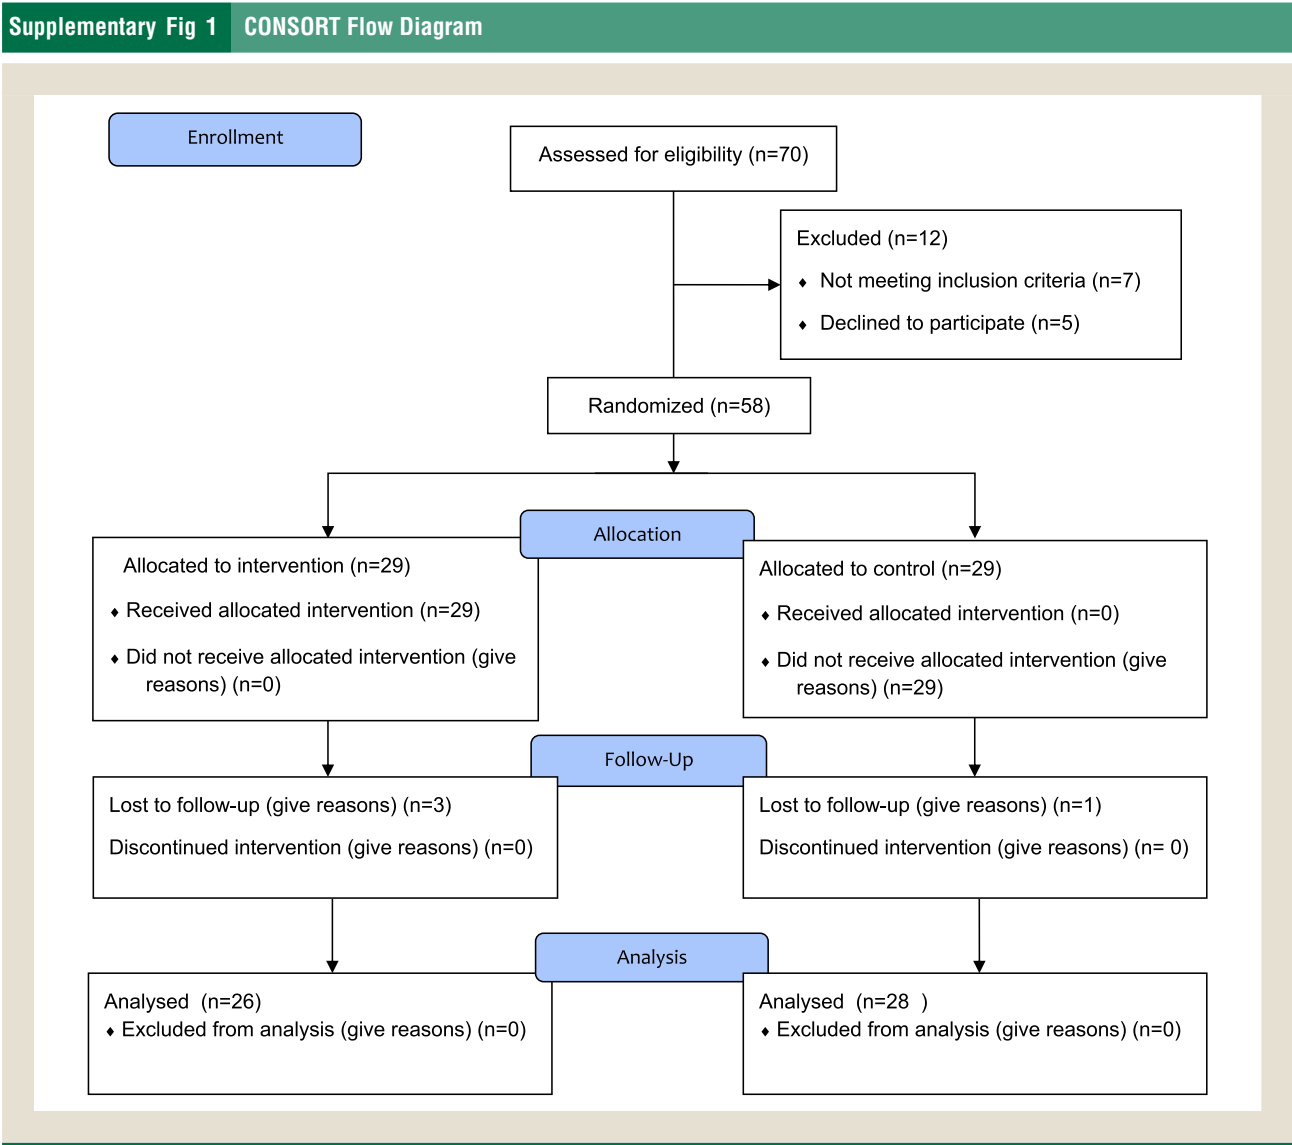 Supplementary Fig 1 CONSORT Flow Diagram
Enrollment
Assessed for eligibility (n=70)
Excluded (n=12)
♦ Not meeting inclusion criteria (n=7)
♦ Declined to participate (n=5)
Randomized (n=58)
Allocation
Allocated to intervention (n=29)
♦ Received allocated intervention (n=29)
♦ Did not receive allocated intervention (give
reasons) (n=0)
Allocated to control (n=29)
♦ Received allocated intervention (n=0)
♦ Did not receive allocated intervention (give
reasons) (n=29)
Follow-Up
Lost to follow-up (give reasons) (n=3)
Discontinued intervention (give reasons) (n=0)
Lost to follow-up (give reasons) (n=1)
Discontinued intervention (give reasons) (n= 0)
Analysis
Analysed (n=26)
♦ Excluded from analysis (give reasons) (n=0)
Analysed (n=28 )
♦ Excluded from analysis (give reasons) (n=0)